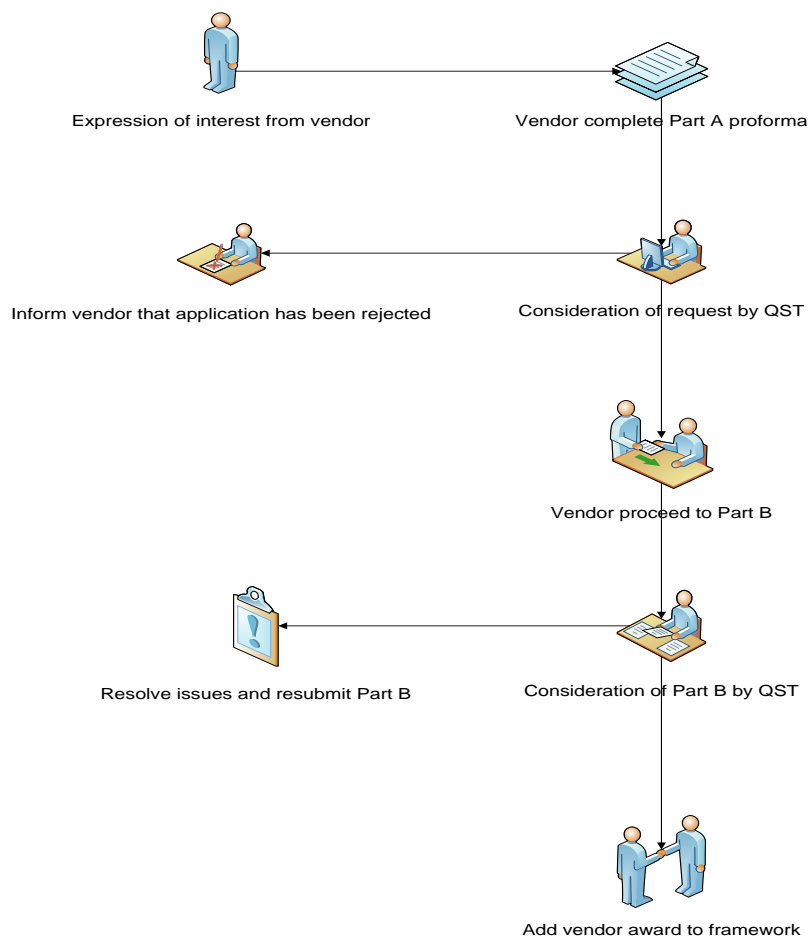 Expression of interest from vendor
Vendor complete Part A proforma
Inform vendor that application has been rejected
Consideration of request by QST
Vendor proceed to Part B
Resolve issues and resubmit Part B
Consideration of Part B by QST
Add vendor award to framework